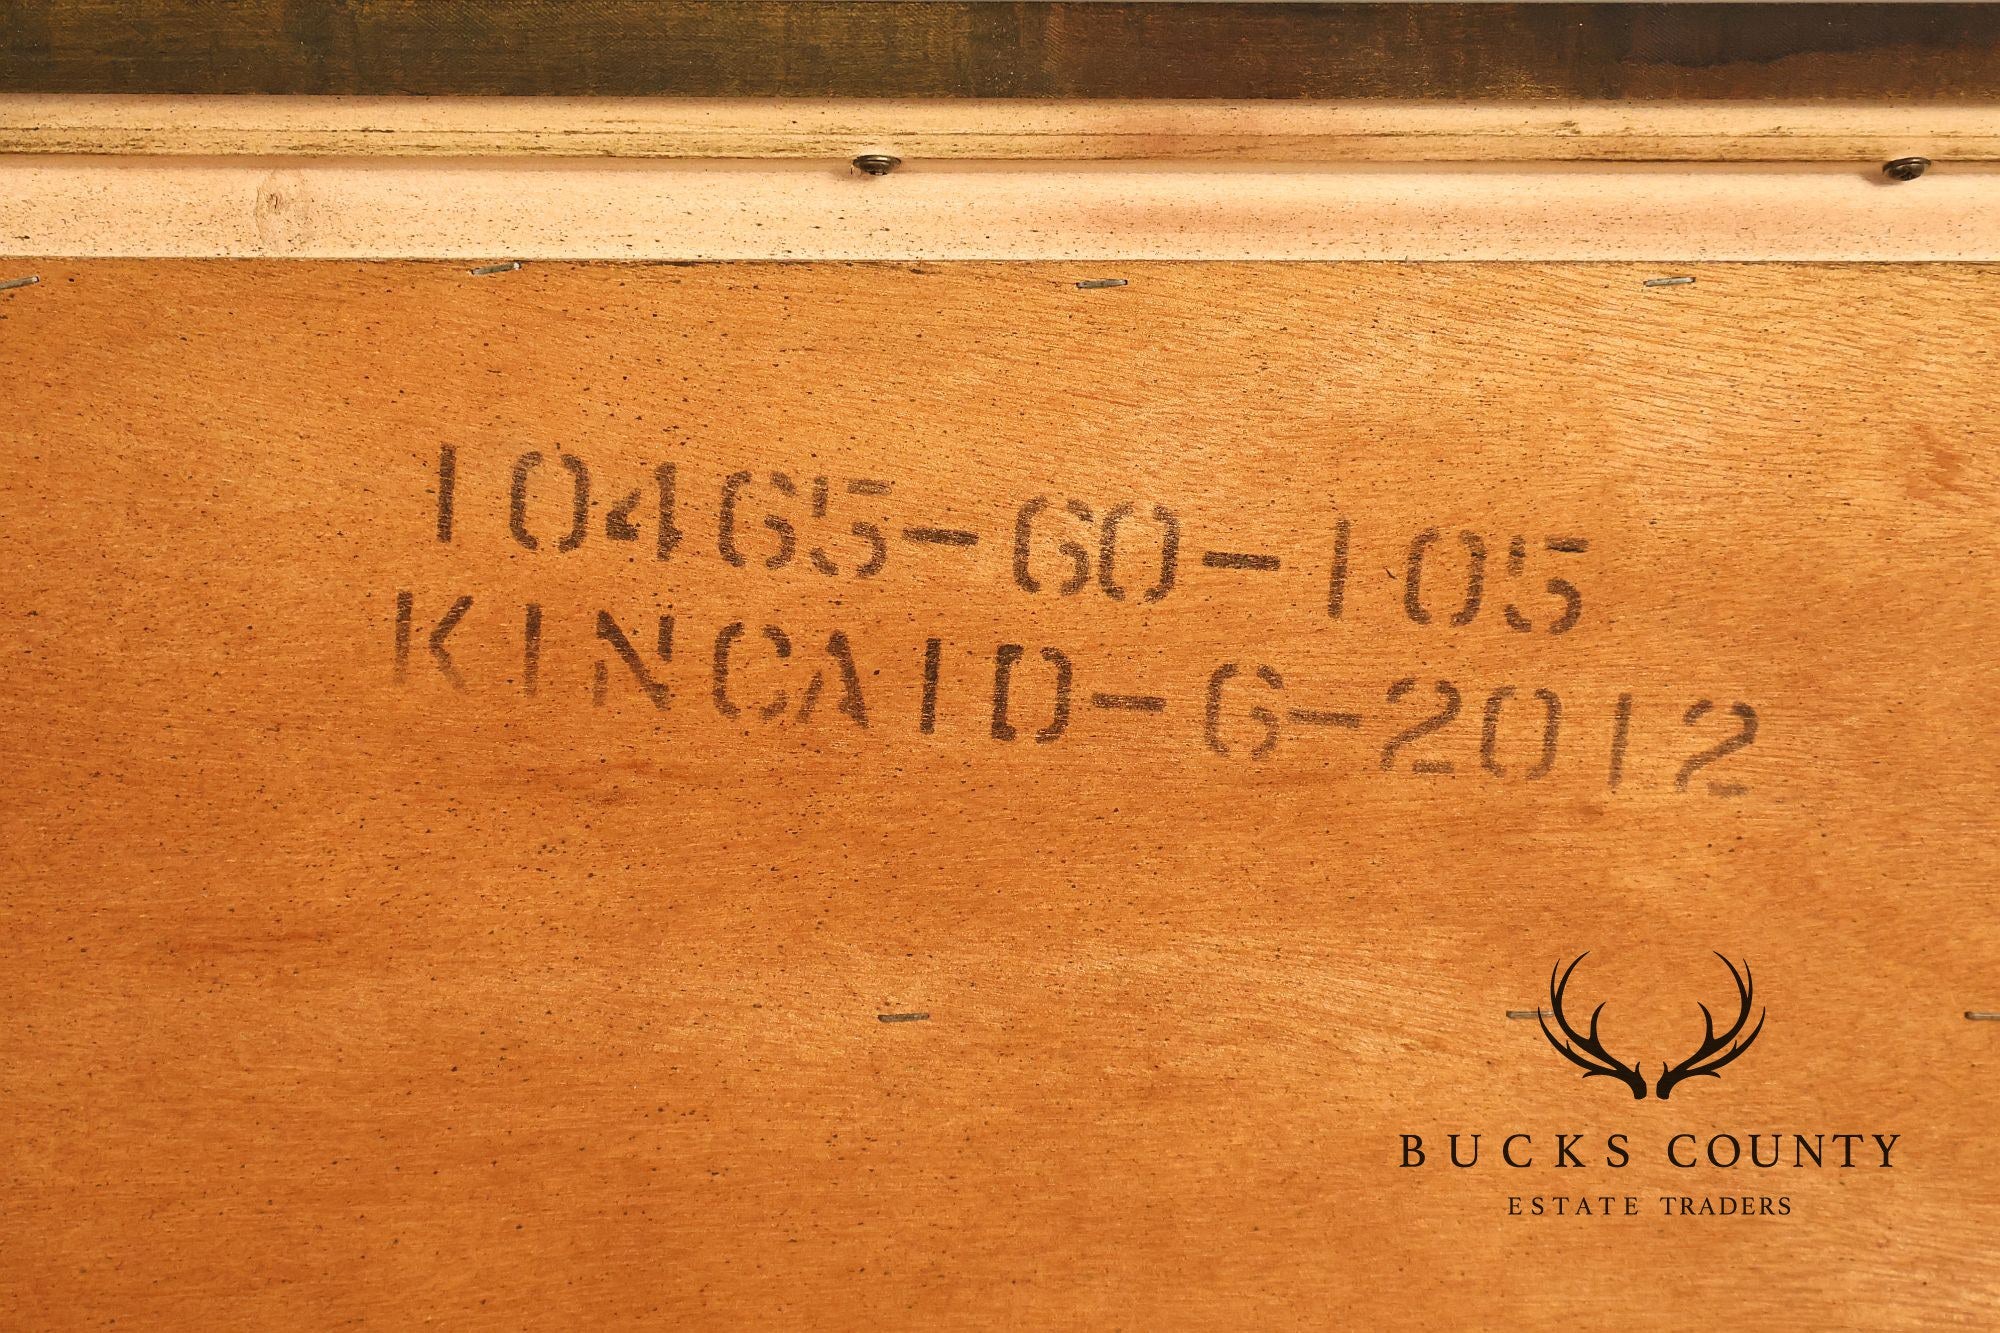 10465-60-105
KINCAID-6-2012
BUCKS COUNTY
ESTATE TRADERS